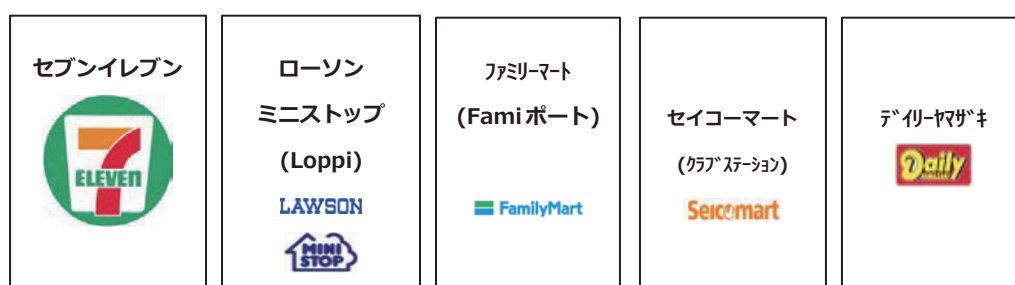 セブンイレブン
7
ELEVEN
ローソン
ミニストップ
(Loppi)
LAWSON
MINI
STOP
ﾌｧﾐﾘｰﾏｰﾄ
(Famiポート)
FamilyMart
セイコーマート
(ｸﾗﾌﾞｽﾃｰｼｮﾝ)
Seicomart
ﾃﾞｲﾘｰﾔﾏｻﾞｷ
Daily